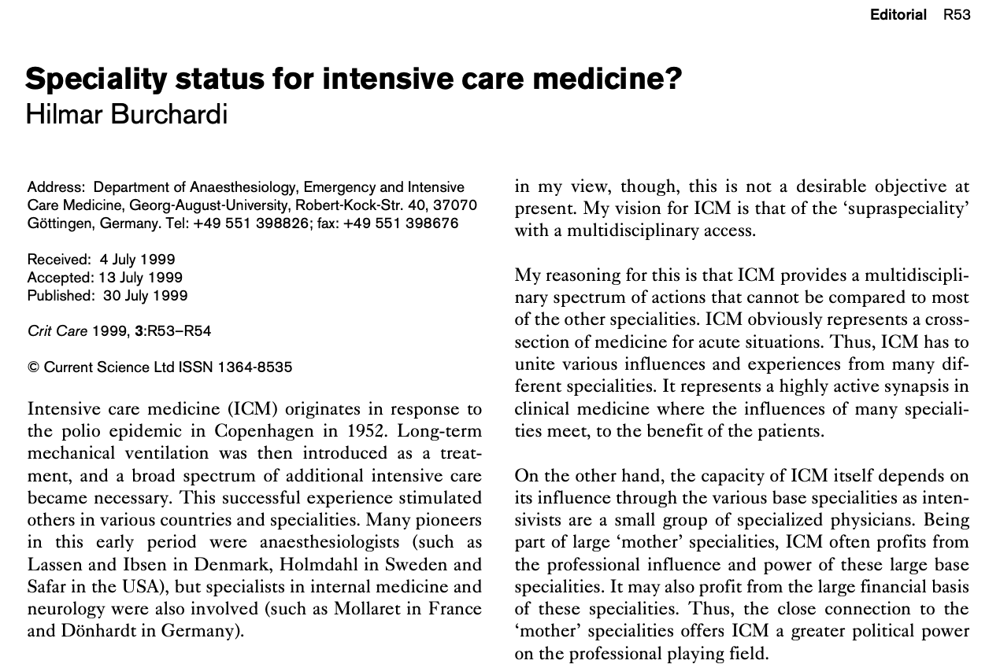 Editorial R53
Speciality status for intensive care medicine?
Hilmar Burchardi
Address: Department of Anaesthesiology, Emergency and Intensive
Care Medicine, Georg-August-University, Robert-Kock-Str. 40, 37070
Göttingen, Germany. Tel: +49 551 398826; fax: +49 551 398676
Received: 4 July 1999
Accepted: 13 July 1999
Published: 30 July 1999
Crit Care 1999, 3:R53–R54
© Current Science Ltd ISSN 1364-8535
Intensive care medicine (ICM) originates in response to
the polio epidemic in Copenhagen in 1952. Long-term
mechanical ventilation was then introduced as a treat-
ment, and a broad spectrum of additional intensive care
became necessary. This successful experience stimulated
others in various countries and specialities. Many pioneers
in this early period were anaesthesiologists (such as
Lassen and Ibsen in Denmark, Holmdahl in Sweden and
Safar in the USA), but specialists in internal medicine and
neurology were also involved (such as Mollaret in France
and Dönhardt in Germany).
in my view, though, this is not a desirable objective at
present. My vision for ICM is that of the ‘supraspeciality’
with a multidisciplinary access.
My reasoning for this is that ICM provides a multidiscipli-
nary spectrum of actions that cannot be compared to most
of the other specialities. ICM obviously represents a cross-
section of medicine for acute situations. Thus, ICM has to
unite various influences and experiences from many dif-
ferent specialities. It represents a highly active synapsis in
clinical medicine where the influences of many speciali-
ties meet, to the benefit of the patients.
On the other hand, the capacity of ICM itself depends on
its influence through the various base specialities as inten-
sivists are a small group of specialized physicians. Being
part of large ‘mother’ specialities, ICM often profits from
the professional influence and power of these large base
specialities. It may also profit from the large financial basis
of these specialities. Thus, the close connection to the
‘mother’ specialities offers ICM a greater political power
on the professional playing field.